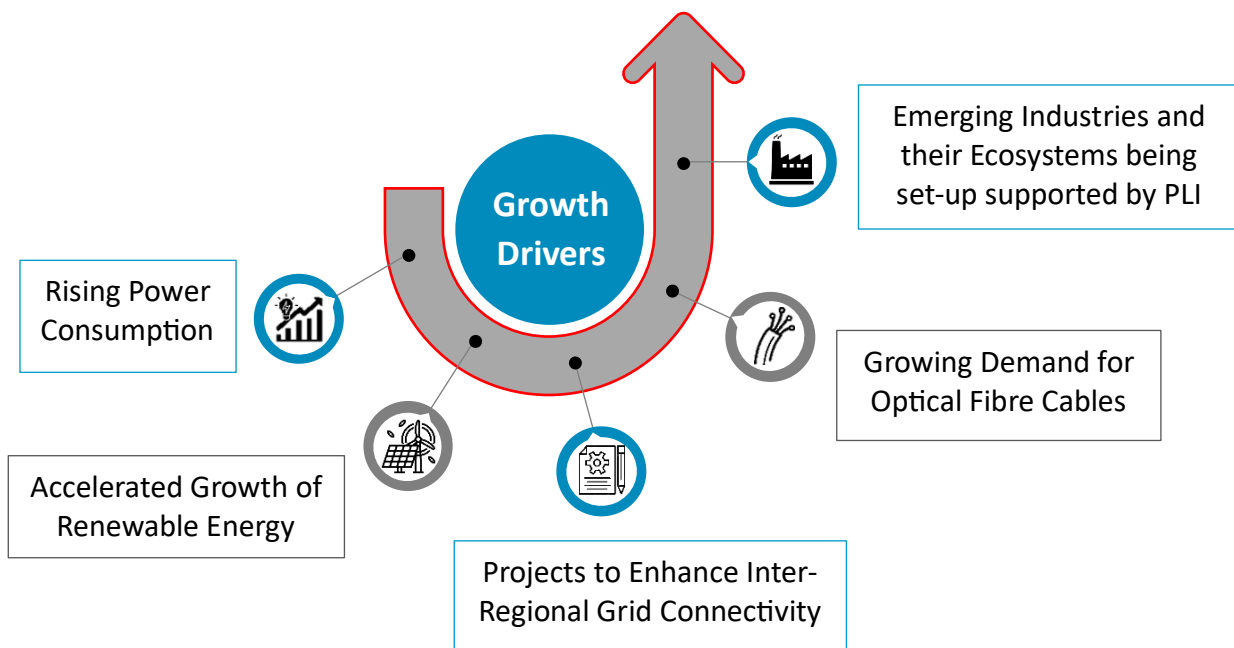 Growth
Drivers
Rising Power
Consumption
Accelerated Growth of
Renewable Energy
Projects to Enhance Inter-
Regional Grid Connectivity
Growing Demand for
Optical Fibre Cables
Emerging Industries and
their Ecosystems being
set-up supported by PLI